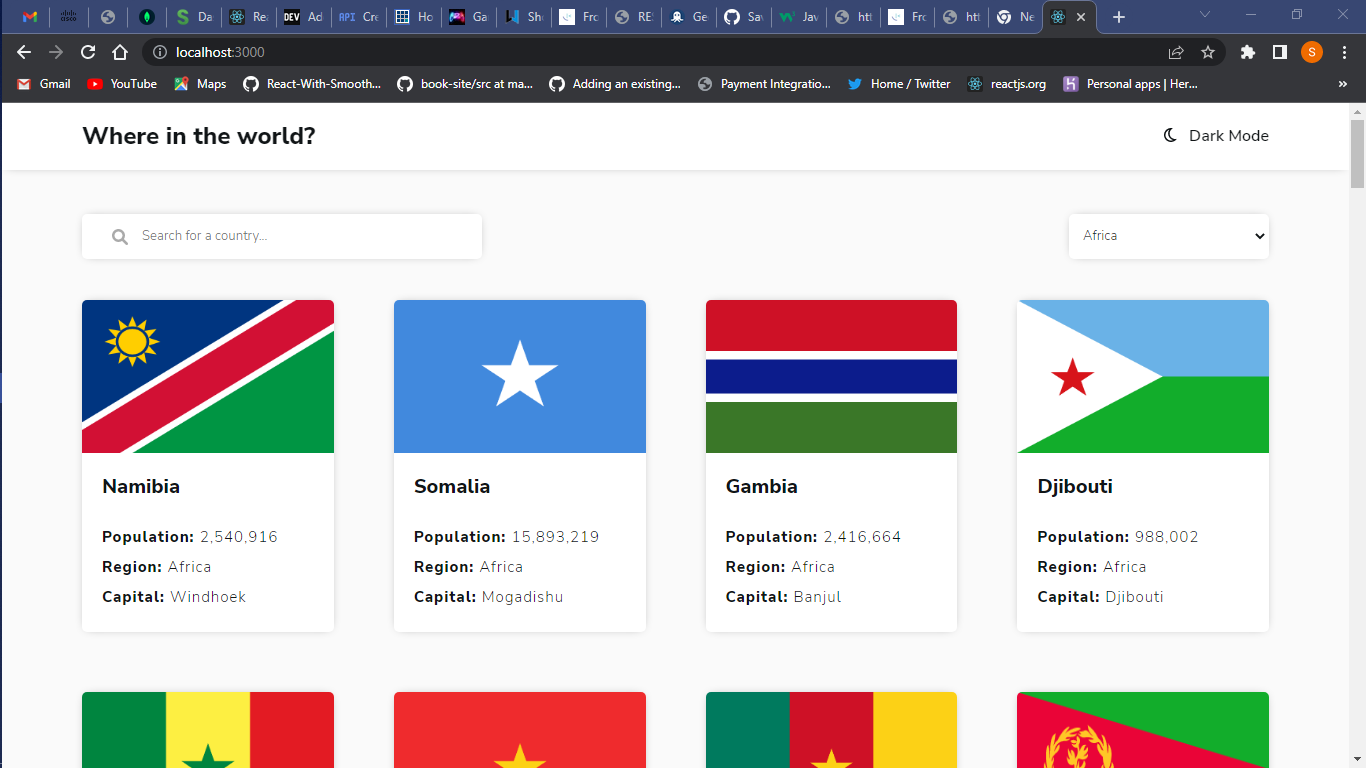 cisco Da Rea DEV Ad API Cre Ho Ga Sh Fro RES Ge Sav Jav htt Fro htt Ne
localhost:3000 S
Gmail YouTube Maps React-With-Smooth... book-site/src at ma... Adding an existing... Payment Integratio... Home / Twitter reactjs.org Personal apps | Her... »
Where in the world? Dark Mode
Search for a country... Africa
Namibia Somalia Gambia Djibouti
Population: 2,540,916 Population: 15,893,219 Population: 2,416,664 Population: 988,002
Region: Africa Region: Africa Region: Africa Region: Africa
Capital: Windhoek Capital: Mogadishu Capital: Banjul Capital: Djibouti